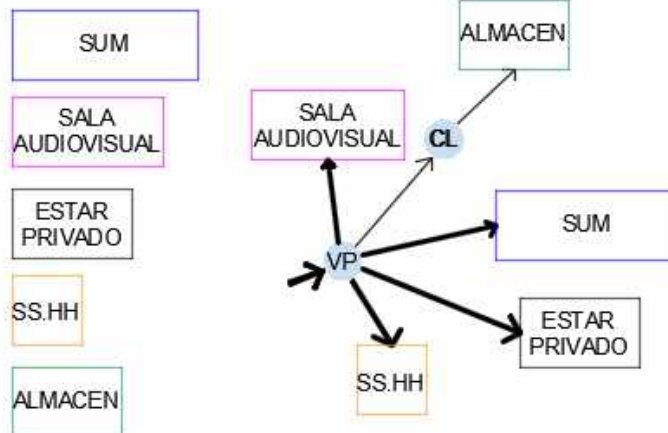 SUM
SALA
AUDIOVISUAL
ESTAR
PRIVADO
SS.HH
ALMACEN
ALMACEN
SALA
AUDIOVISUAL
CL
SUM
VP
ESTAR
PRIVADO
SS.HH